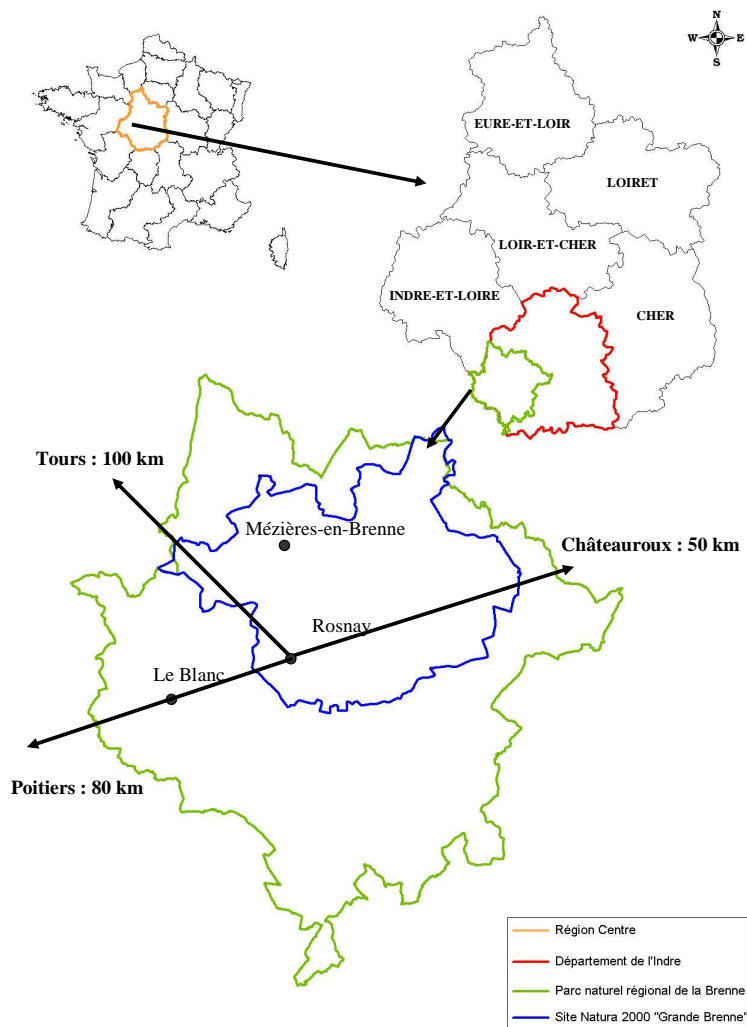 N
W E
S
EURE-ET-LOIR
LOIRET
LOIR-ET-CHER
INDRE-ET-LOIRE
CHER
Tours : 100 km
Mézières-en-Brenne
Châteauroux : 50 km
Rosnay
Le Blanc
Poitiers : 80 km
Région Centre
Département de l'Indre
Parc naturel régional de la Brenne
Site Natura 2000 "Grande Brenne"